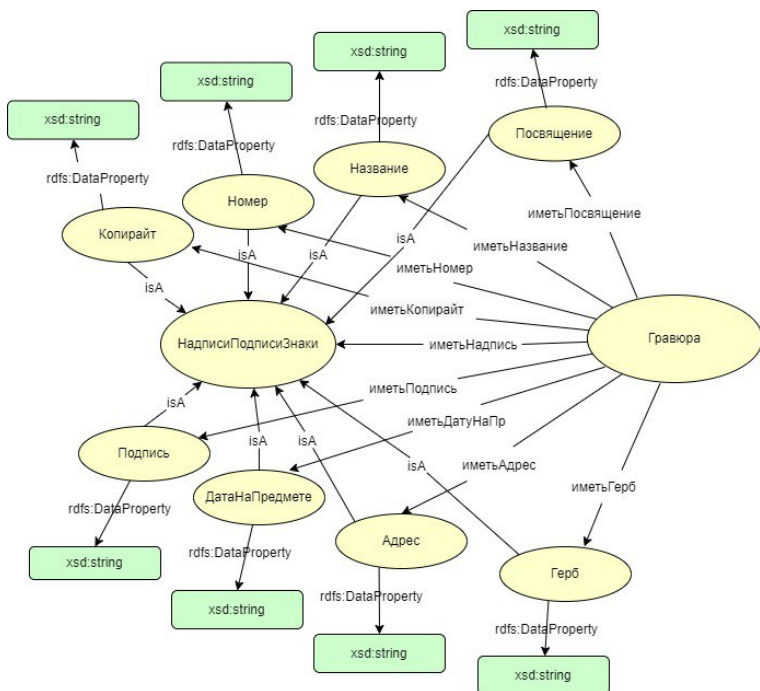 xsd:string
xsd:string
xsd:string
xsd:string
rdfs:DataProperty
rdfs:DataProperty
rdfs:DataProperty
rdfs:DataProperty
Посвящение
Название
Номер
Копирайт
иметьПосвящение
isA
isA
isA
isA
иметьНазвание
иметьНомер
иметьКопирайт
НадписиПодписиЗнаки
иметьНадпись
Гравюра
иметьПодпись
isA
иметьДатуНаПр
isA
isA
Подпись
isA
иметьАдрес
иметьГерб
ДатаНаПредмете
rdfs:DataProperty
Адрес
rdfs:DataProperty
xsd:string
Герб
rdfs:DataProperty
xsd:string
rdfs:DataProperty
xsd:string
xsd:string